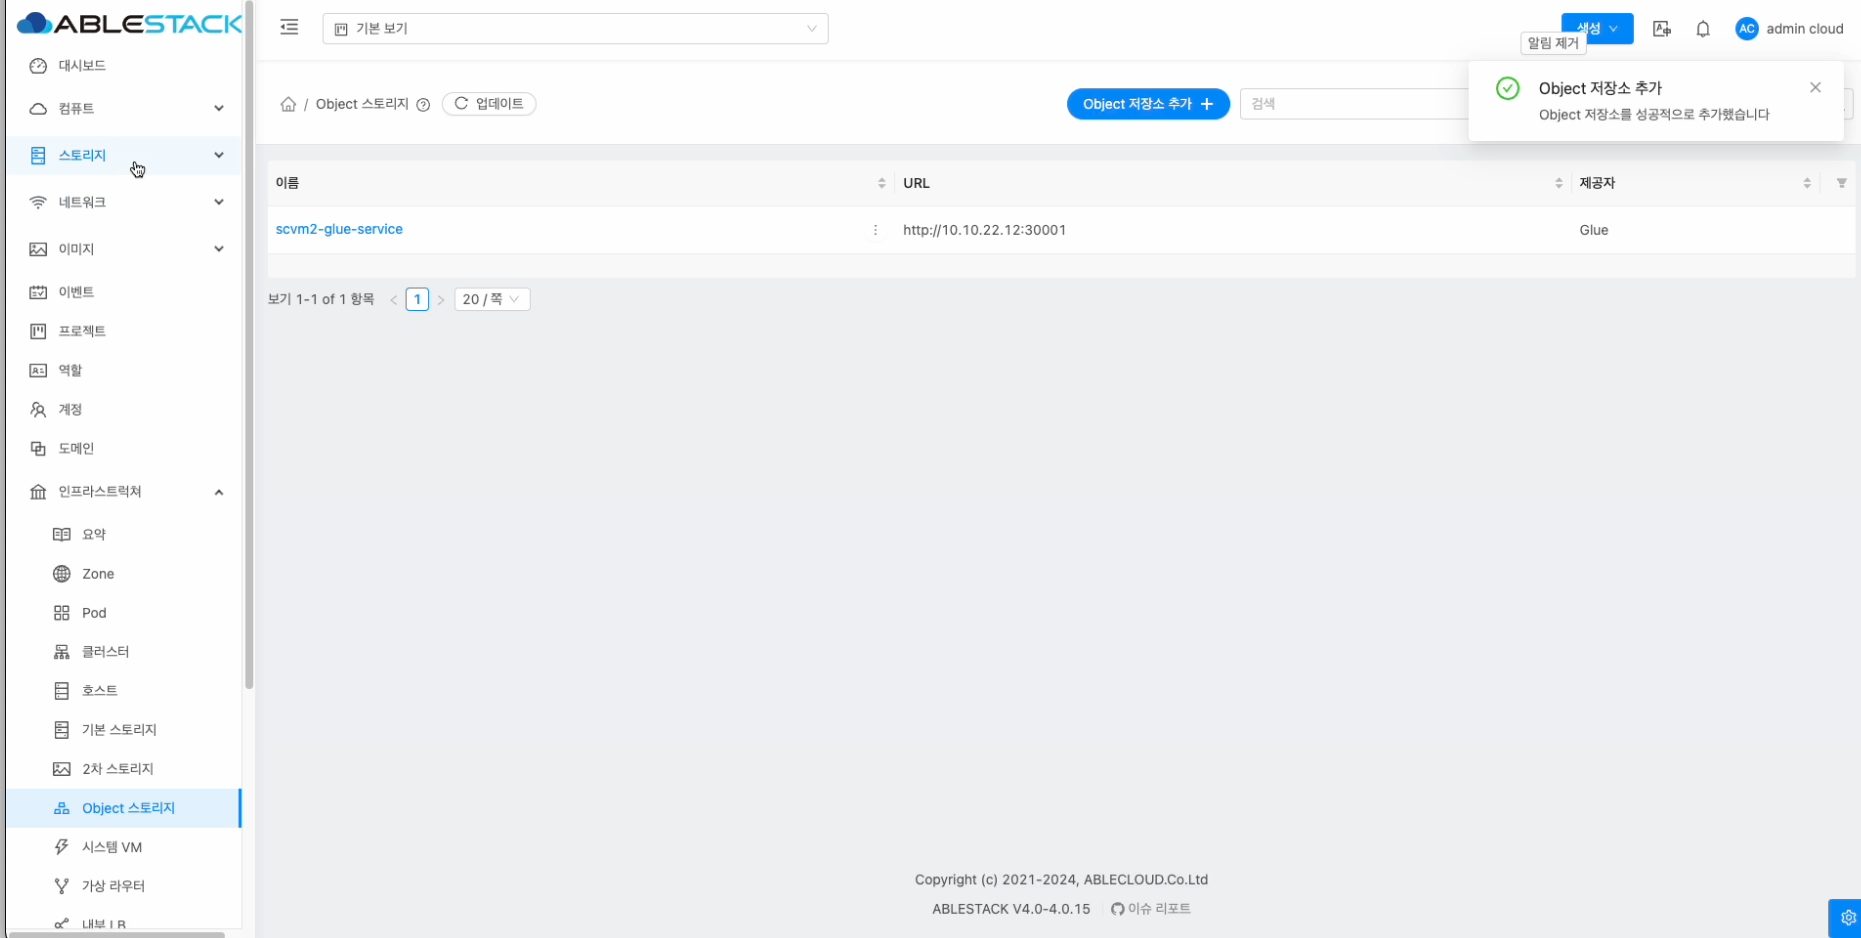 ABLESTACK
기본 보기
생성
알림 제거
AC
admin cloud
Object 저장소 추가
Object 저장소를 성공적으로 추가했습니다
/ Object 스토리지
업데이트
Object 저장소 추가
검색
대시보드
컴퓨트
스토리지
네트워크
이미지
이벤트
프로젝트
역할
계정
도메인
인프라스트럭쳐
요약
Zone
Pod
클러스터
호스트
기본 스토리지
2차 스토리지
Object 스토리지
시스템 VM
가상 라우터
내부 LB
이름
URL
제공자
scvm2-glue-service
http://10.10.22.12:30001
Glue
보기 1-1 of 1 항목
1
20 / 쪽
Copyright (c) 2021-2024, ABLECLOUD.Co.Ltd
ABLESTACK V4.0-4.0.15
이슈 리포트